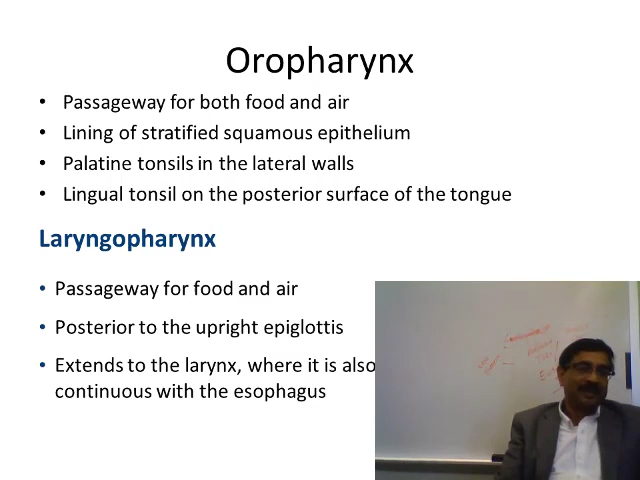 Oropharynx
• Passageway for both food and air
• Lining of stratified squamous epithelium
• Palatine tonsils in the lateral walls
• Lingual tonsil on the posterior surface of the tongue
Laryngopharynx
• Passageway for food and air
• Posterior to the upright epiglottis
• Extends to the larynx, where it is also
continuous with the esophagus